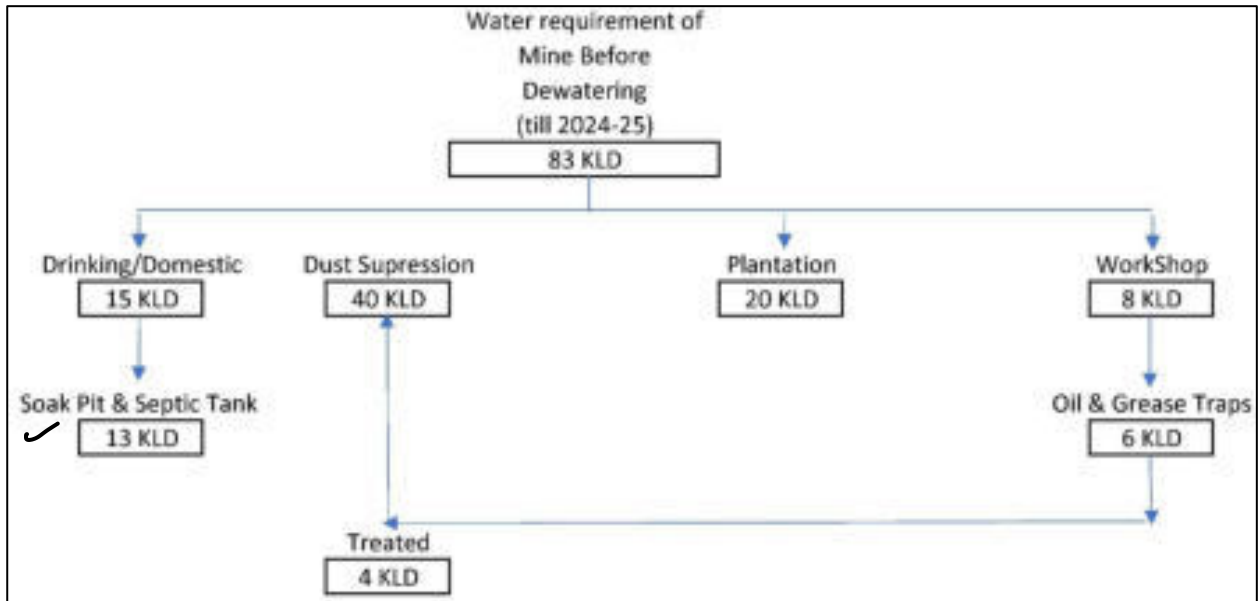 Water requirement of
Mine Before
Dewatering
(till 2024-25)
83 KLD
Drinking/Domestic
15 KLD
Dust Supression
40 KLD
Plantation
20 KLD
WorkShop
8 KLD
Soak Pit & Septic Tank
13 KLD
Oil & Grease Traps
6 KLD
Treated
4 KLD